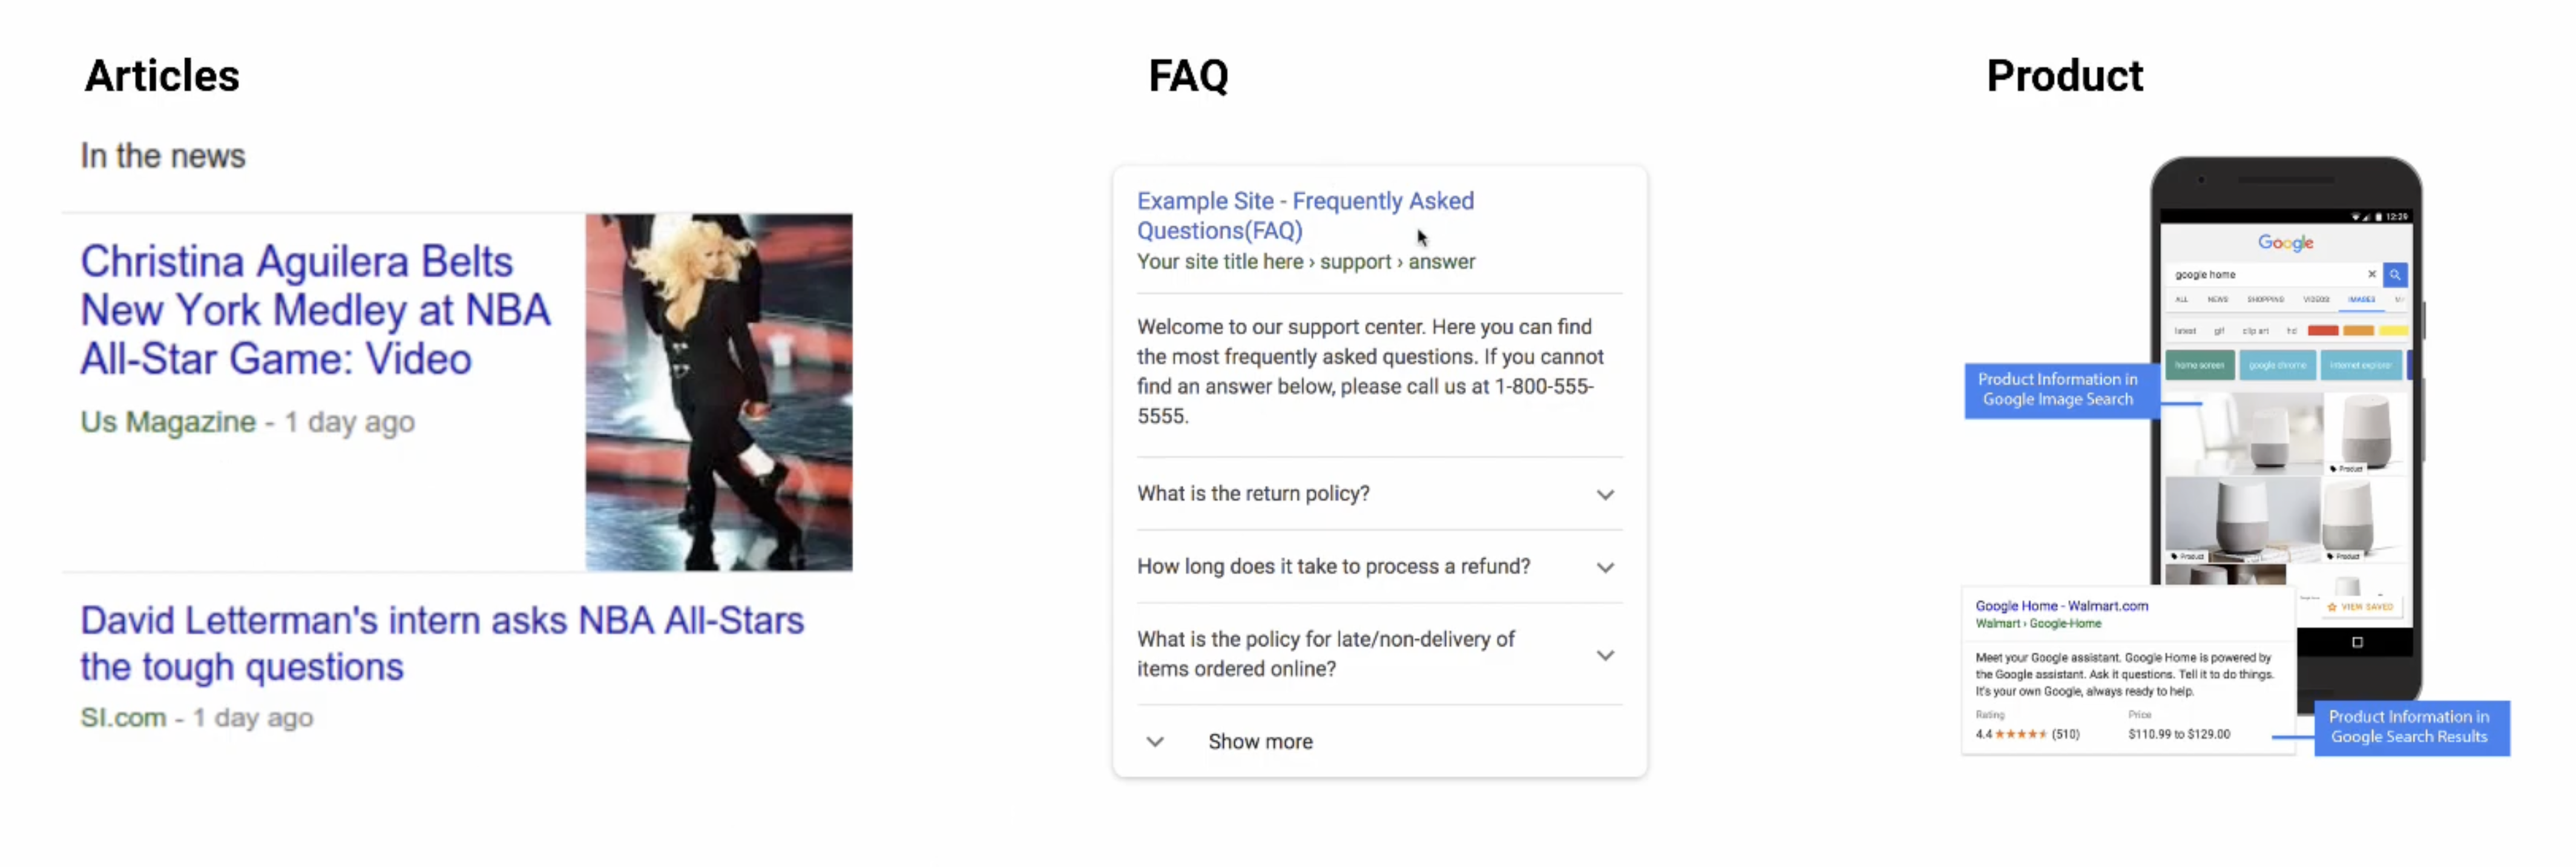 Articles
In the news
Christina Aguilera Belts
New York Medley at NBA
All-Star Game: Video
Us Magazine - 1 day ago
David Letterman's intern asks NBA All-Stars
the tough questions
SI.com - 1 day ago
FAQ
Example Site - Frequently Asked
Questions(FAQ)
Your site title here › support › answer
Welcome to our support center. Here you can find
the most frequently asked questions. If you cannot
find an answer below, please call us at 1-800-555-
5555.
What is the return policy?
How long does it take to process a refund?
What is the policy for late/non-delivery of
items ordered online?
Show more
Product
12:29
Google
google home
ALL NEWS SHOPPING VIDEOS IMAGES
latest gif clip art hd
home screen google chrome internet explorer
Product Information in
Google Image Search
Product
Product
Product
VIEW SAVED
Google Home - Walmart.com
Walmart › Google-Home
Meet your Google assistant. Google Home is powered by
the Google assistant. Ask it questions. Tell it to do things.
It's your own Google, always ready to help.
Rating Price
4.4 ★★★★★ (510) $110.99 to $129.00
Product Information in
Google Search Results